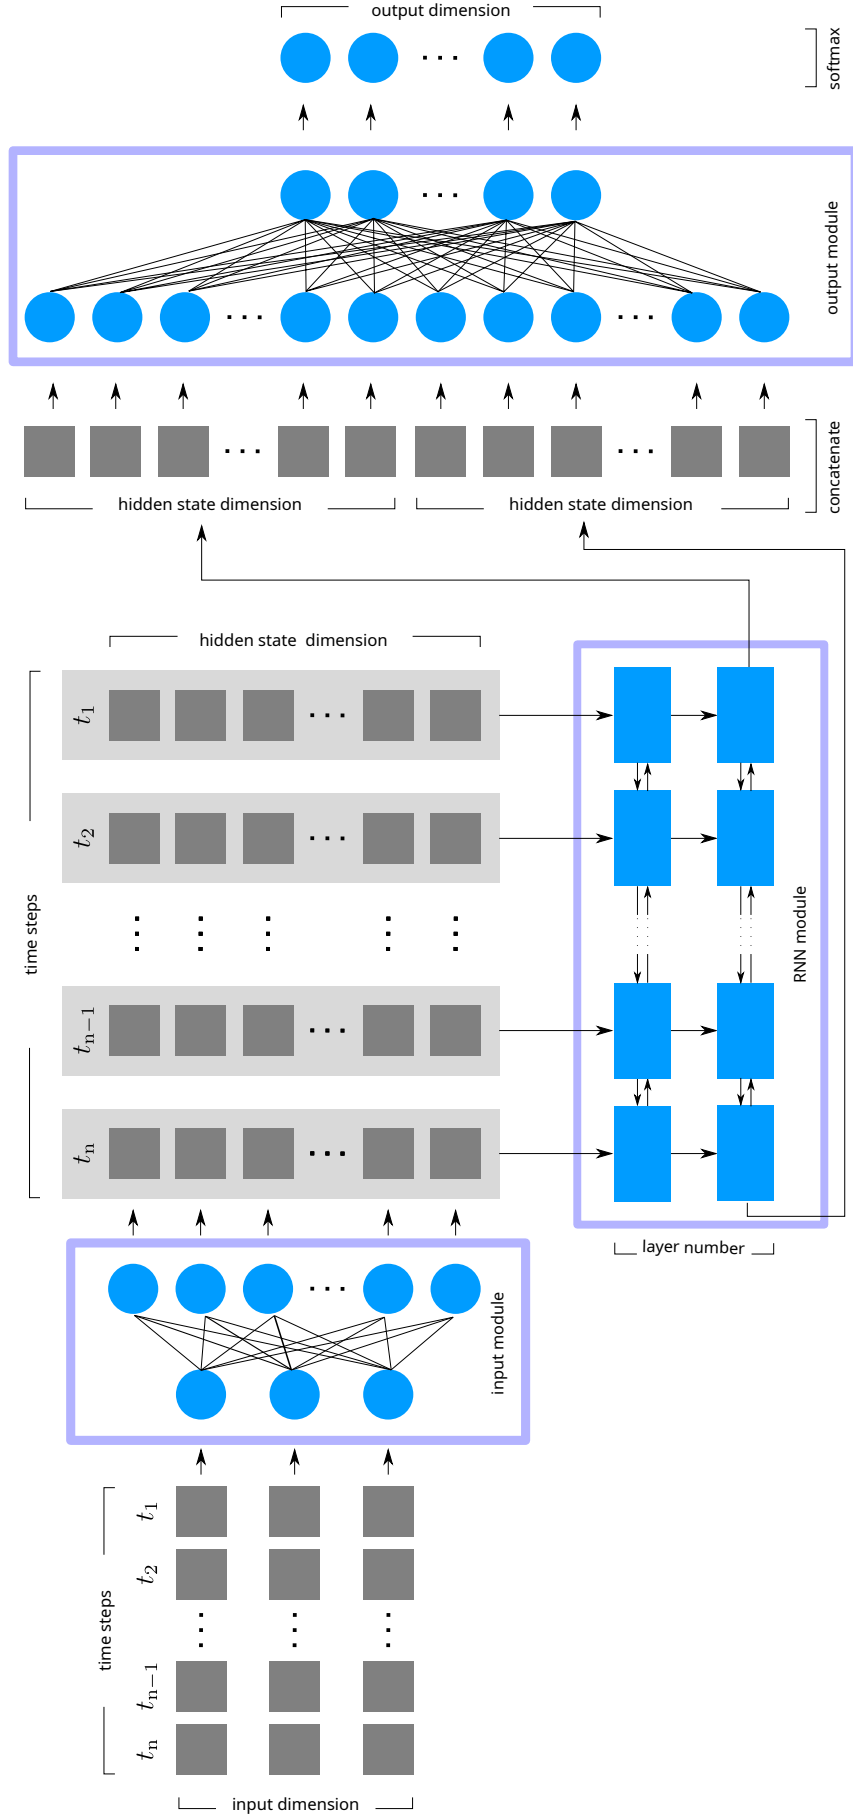 output dimension
softmax
output module
concatenate
hidden state dimension
hidden state dimension
hidden state  dimension
t₁
t₂
time steps
RNN module
tₙ₋₁
tₙ
layer number
input module
t₁
t₂
time steps
tₙ₋₁
tₙ
input dimension